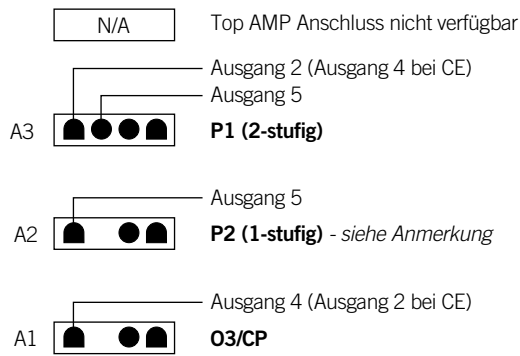 N/A Top AMP Anschluss nicht verfügbar
Ausgang 2 (Ausgang 4 bei CE)
Ausgang 5
A3 P1 (2-stufig)
Ausgang 5
A2 P2 (1-stufig) - siehe Anmerkung
Ausgang 4 (Ausgang 2 bei CE)
A1 03/CP